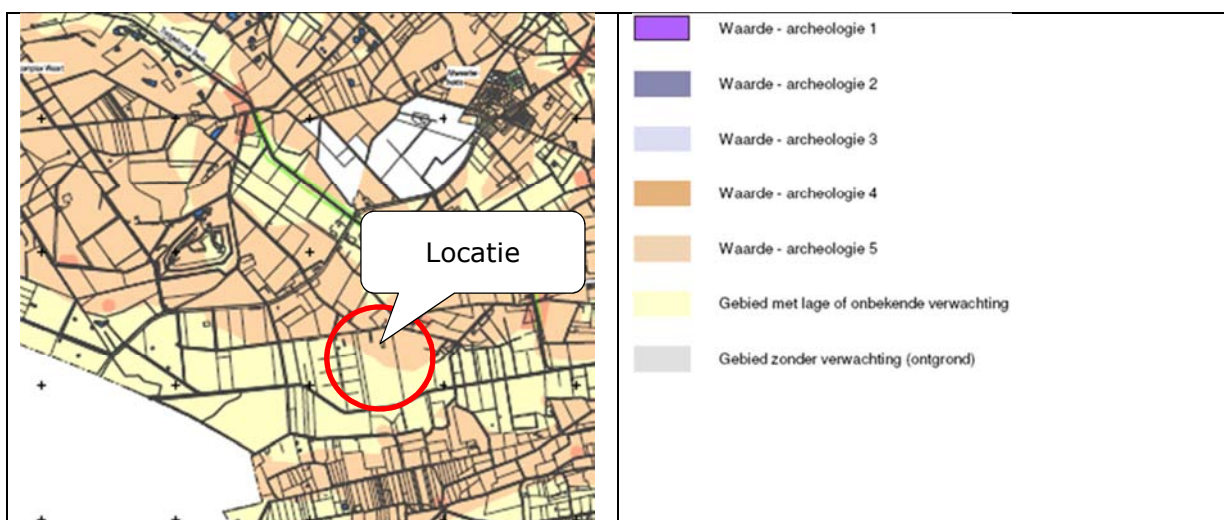 Locatie
Waarde - archeologie 1
Waarde - archeologie 2
Waarde - archeologie 3
Waarde - archeologie 4
Waarde - archeologie 5
Gebied met lage of onbekende verwachting
Gebied zonder verwachting (ontgrond)